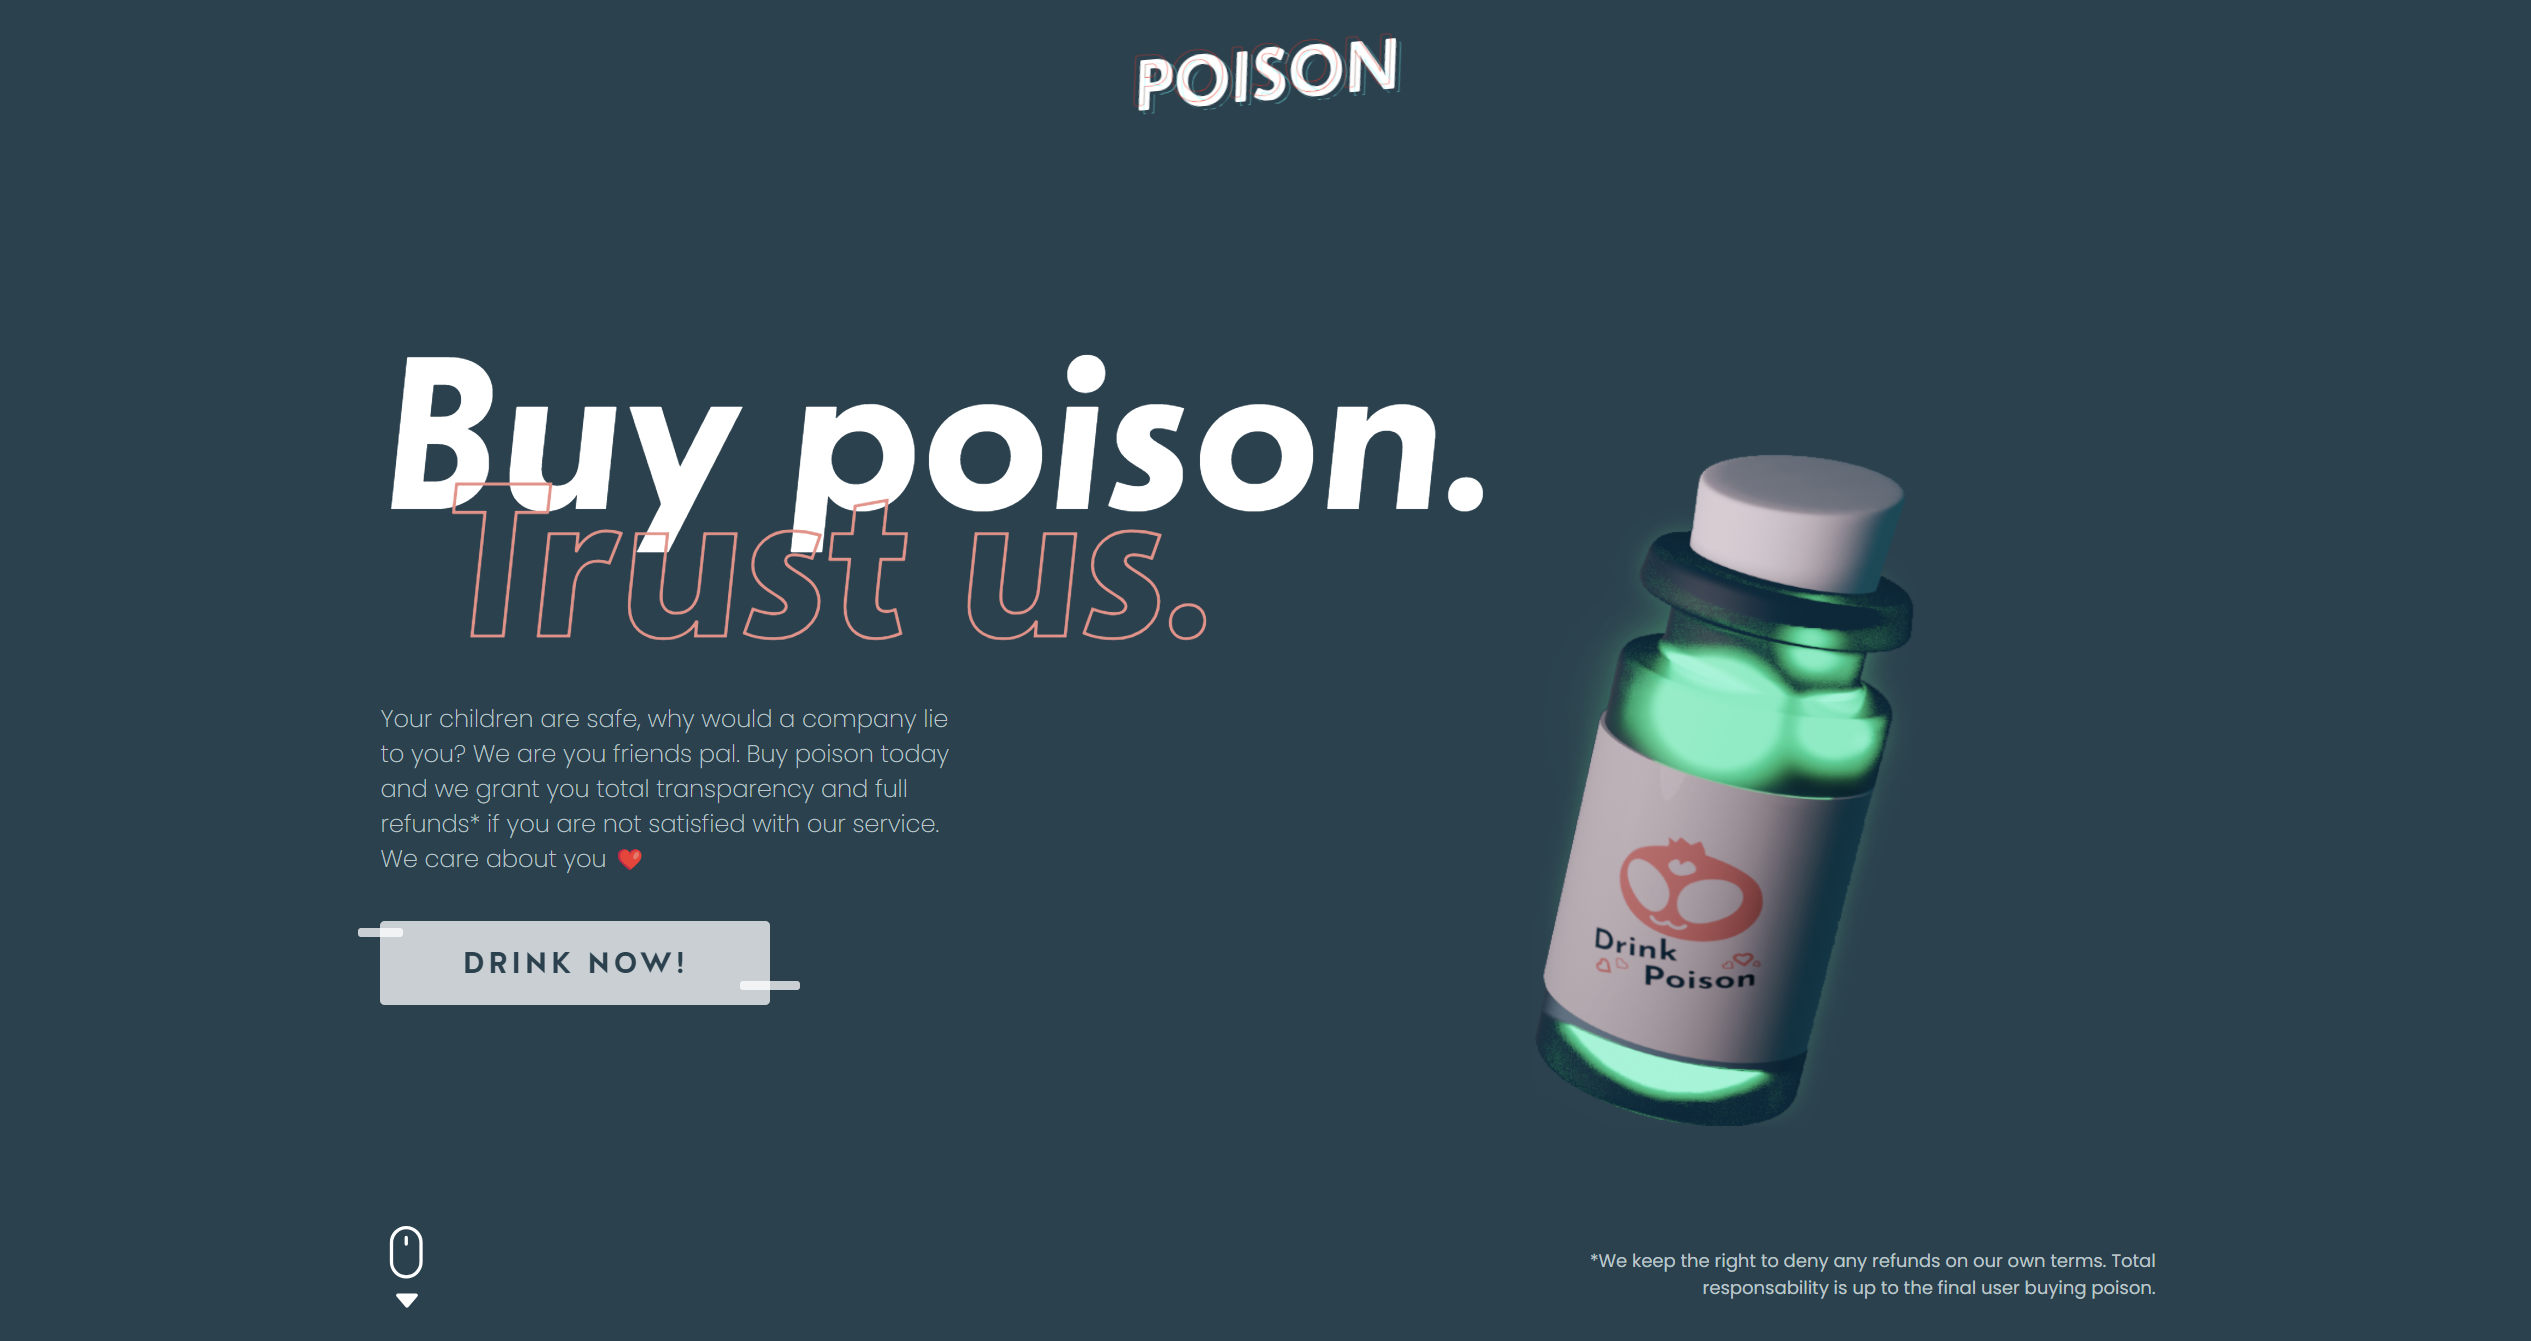 POISON
Buy poison.
Trust us.
Your children are safe, why would a company lie
to you? We are you friends pal. Buy poison today
and we grant you total transparency and full
refunds* if you are not satisfied with our service.
We care about you ❤️
DRINK NOW!
Drink
Poison
*We keep the right to deny any refunds on our own terms. Total
responsability is up to the final user buying poison.